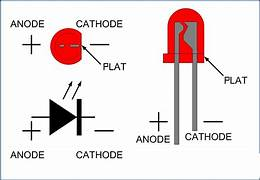 ANODE CATHODE
+ -
PLAT
+ -
ANODE CATHODE
PLAT
+ -
ANODE CATHODE